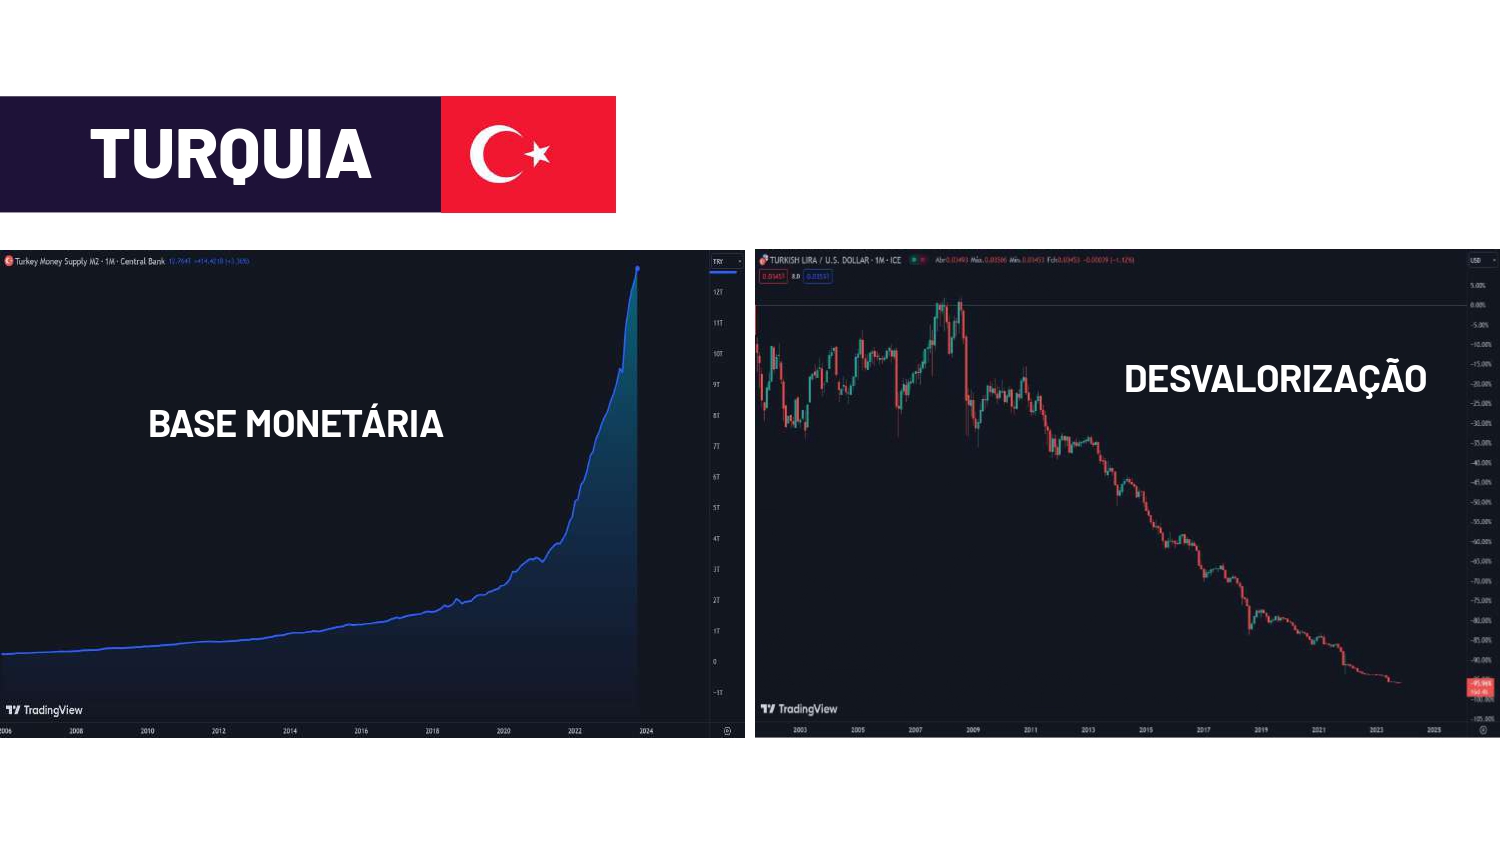 TURQUIA
Turkey Money Supply M2 · 1M · Central Bank
TRY
12T
11T
10T
9T
8T
7T
6T
5T
4T
3T
2T
1T
0
-1T
BASE MONETÁRIA
TradingView
2006 2008 2010 2012 2014 2016 2018 2020 2022 2024
TURKISH LIRA / U.S. DOLLAR · 1M · ICE
USD
5.00%
0.00%
-5.00%
-10.00%
-15.00%
-20.00%
-25.00%
-30.00%
-35.00%
-40.00%
-45.00%
-50.00%
-55.00%
-60.00%
-65.00%
-70.00%
-75.00%
-80.00%
-85.00%
-90.00%
-105.00%
DESVALORIZAÇÃO
TradingView
2003 2005 2007 2009 2011 2013 2015 2017 2019 2021 2023 2025